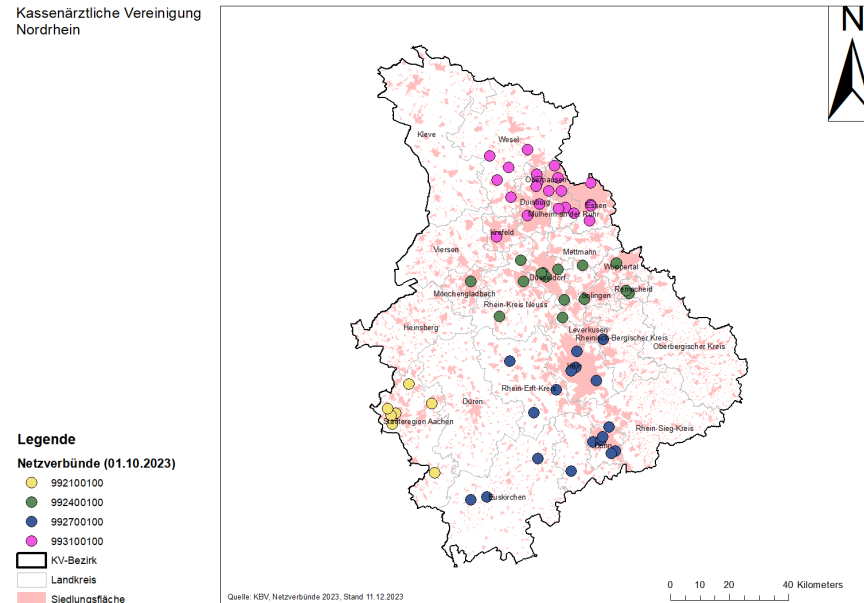 Kassenärztliche Vereinigung
Nordrhein
N
Kleve
Wesel
Oberhausen
Duisburg
Essen
Mülheim an der Ruhr
Krefeld
Viersen
Mettmann
Wuppertal
Düsseldorf
Mönchengladbach
Remscheid
Solingen
Rhein-Kreis Neuss
Heinsberg
Leverkusen
Rheinisch-Bergischer Kreis
Oberbergischer Kreis
Rhein-Erft-Kreis
Düren
Städteregion Aachen
Rhein-Sieg-Kreis
Bonn
Euskirchen
Legende
Netzverbünde (01.10.2023)
992100100
992400100
992700100
993100100
KV-Bezirk
Landkreis
Siedlungsfläche
Quelle: KBV, Netzverbünde 2023, Stand 11.12.2023
0 10 20 40 Kilometers